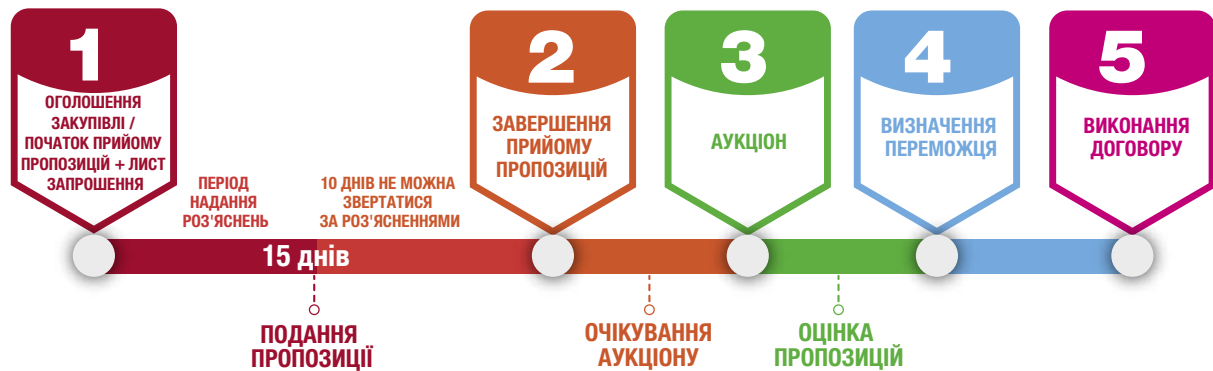 1
ОГОЛОШЕННЯ
ЗАКУПІВЛІ /
ПОЧАТОК ПРИЙОМУ
ПРОПОЗИЦІЙ + ЛИСТ
ЗАПРОШЕННЯ
2
ЗАВЕРШЕННЯ
ПРИЙОМУ
ПРОПОЗИЦІЙ
3
АУКЦІОН
4
ВИЗНАЧЕННЯ
ПЕРЕМОЖЦЯ
5
ВИКОНАННЯ
ДОГОВОРУ
ПЕРІОД
НАДАННЯ
РОЗ'ЯСНЕНЬ
10 ДНІВ НЕ МОЖНА
ЗВЕРТАТИСЯ
ЗА РОЗ'ЯСНЕННЯМИ
15 днів
ПОДАННЯ
ПРОПОЗИЦІЇ
ОЧІКУВАННЯ
АУКЦІОНУ
ОЦІНКА
ПРОПОЗИЦІЙ